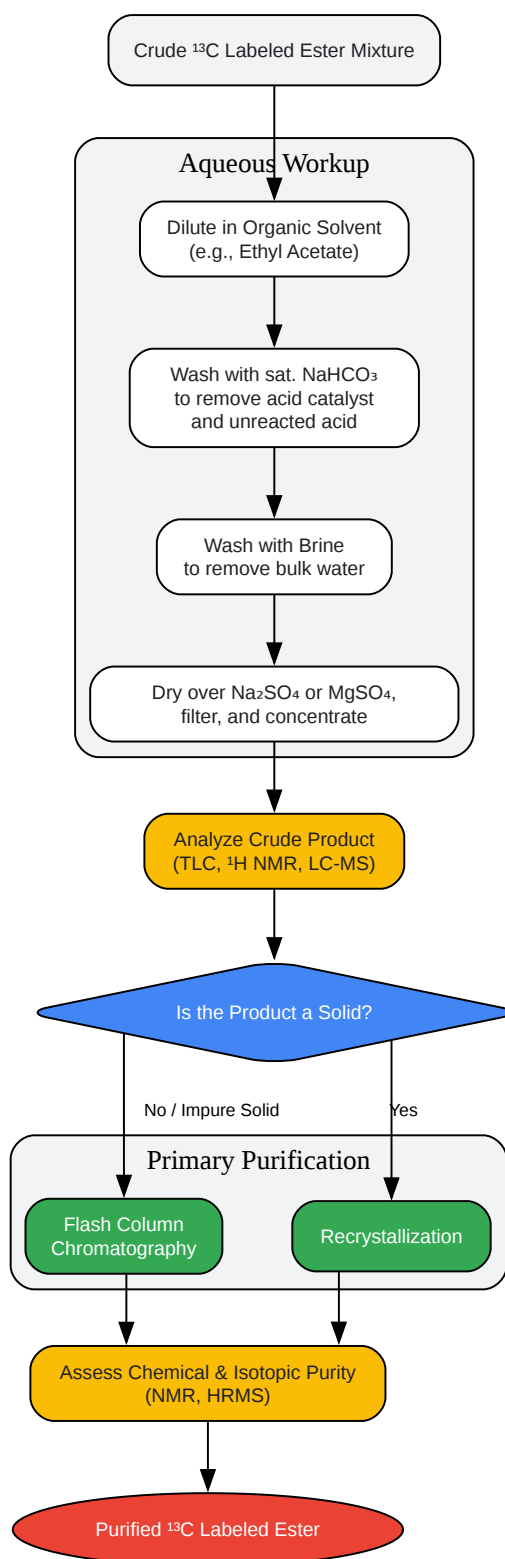 Crude ¹³C Labeled Ester Mixture
Aqueous Workup
Dilute in Organic Solvent
(e.g., Ethyl Acetate)
Wash with sat. NaHCO₃
to remove acid catalyst
and unreacted acid
Wash with Brine
to remove bulk water
Dry over Na₂SO₄ or MgSO₄,
filter, and concentrate
Analyze Crude Product
(TLC, ¹H NMR, LC-MS)
Is the Product a Solid?
No / Impure Solid
Yes
Primary Purification
Flash Column
Chromatography
Recrystallization
Assess Chemical & Isotopic Purity
(NMR, HRMS)
Purified ¹³C Labeled Ester